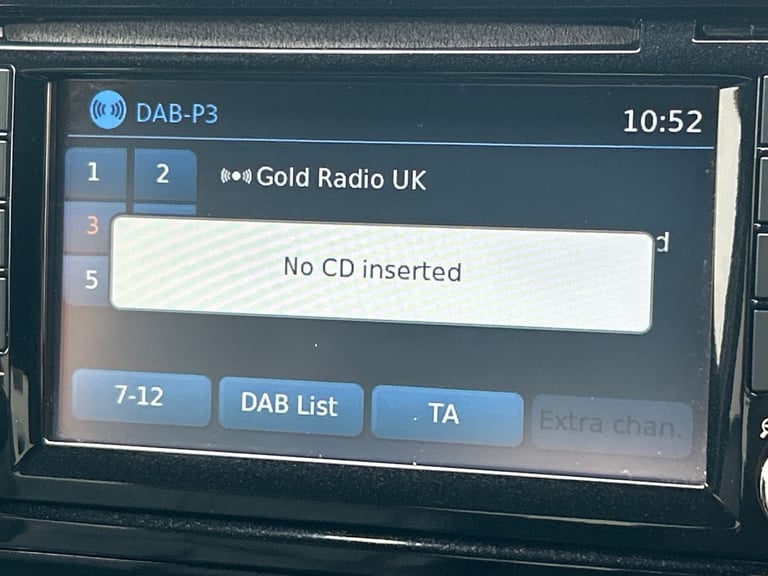 DAB-P3
10:52
1 2
Gold Radio UK
3
d
No CD inserted
5
7-12
DAB List
TA
Extra chan.